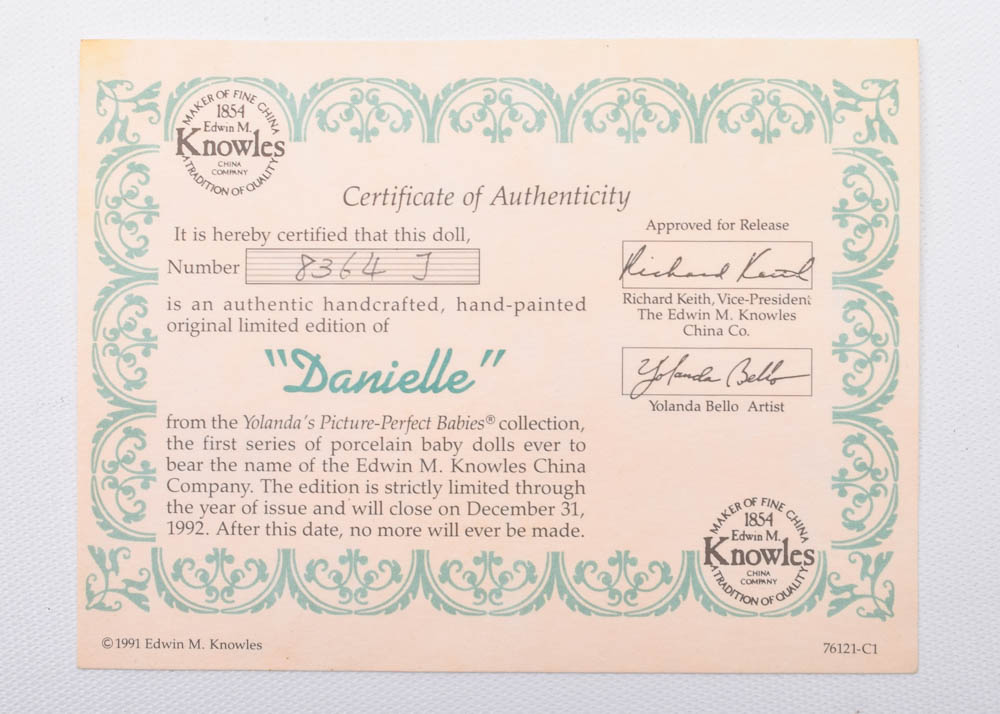 MAKER OF FINE CHINA
1854
Edwin M.
Knowles
CHINA
COMPANY
A TRADITION OF QUALITY
Certificate of Authenticity
It is hereby certified that this doll,
Number 8364 J
is an authentic handcrafted, hand-painted
original limited edition of
"Danielle"
from the Yolanda's Picture-Perfect Babies® collection,
the first series of porcelain baby dolls ever to
bear the name of the Edwin M. Knowles China
Company. The edition is strictly limited through
the year of issue and will close on December 31,
1992. After this date, no more will ever be made.
Approved for Release
Richard Keith
Richard Keith, Vice-President
The Edwin M. Knowles
China Co.
Yolanda Bello
Yolanda Bello Artist
MAKER OF FINE CHINA
1854
Edwin M.
Knowles
CHINA
COMPANY
A TRADITION OF QUALITY
©1991 Edwin M. Knowles
76121-C1